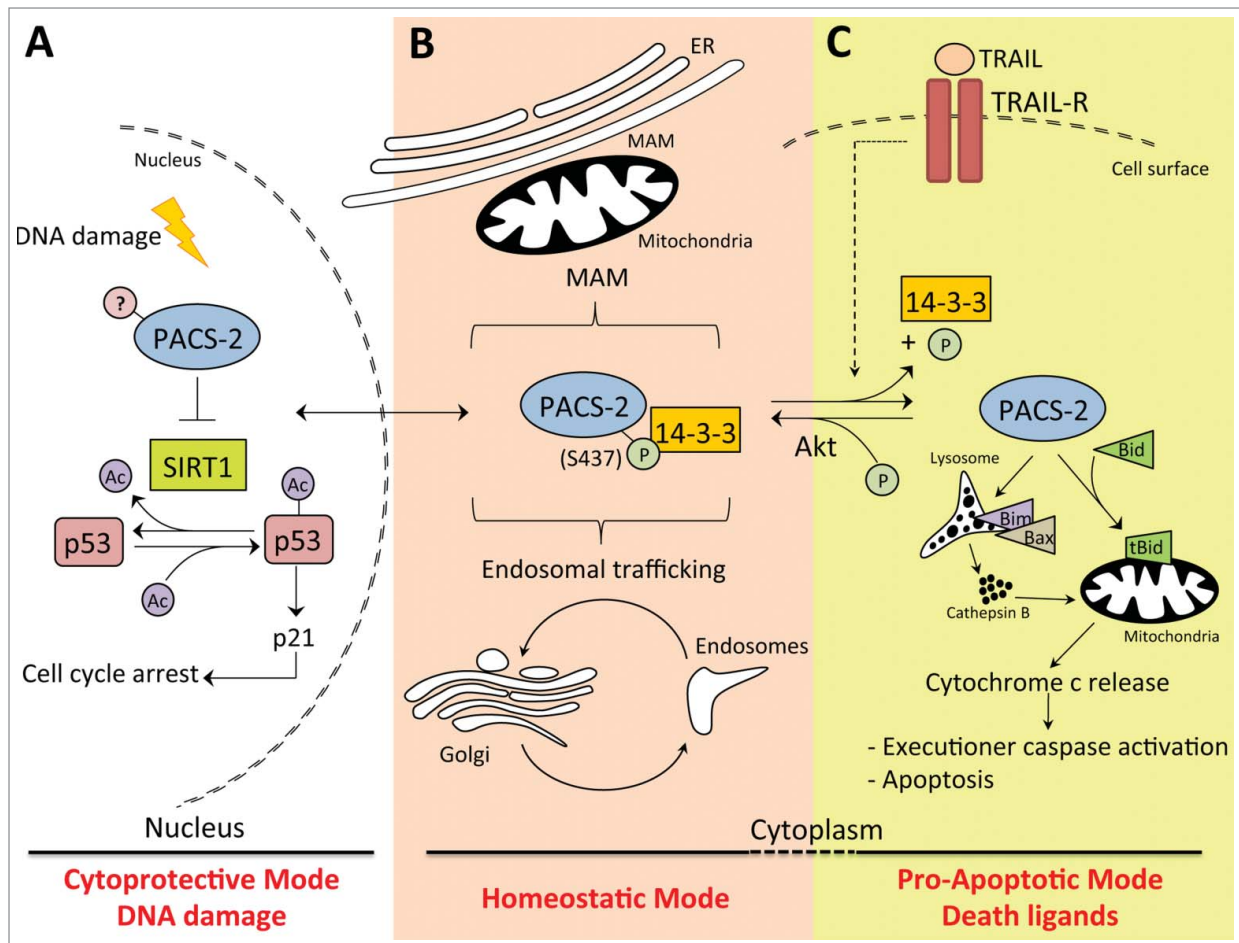 A
Nucleus
DNA damage
?
PACS-2
SIRT1
Ac
Ac
p53
p53
Ac
p21
Cell cycle arrest
Nucleus
Cytoprotective Mode
DNA damage
B
ER
MAM
Mitochondria
MAM
PACS-2
14-3-3
(S437)
P
Endosomal trafficking
Endosomes
Golgi
Cytoplasm
Homeostatic Mode
C
TRAIL
TRAIL-R
Cell surface
14-3-3
+
P
PACS-2
Akt
P
Bid
Lysosome
Bim
Bax
tBid
Cathepsin B
Mitochondria
Cytochrome c release
- Executioner caspase activation
- Apoptosis
Pro-Apoptotic Mode
Death ligands